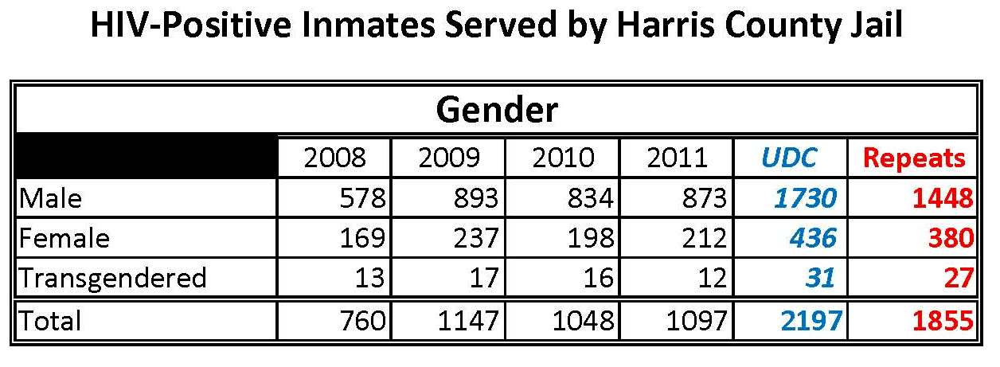 HIV-Positive Inmates Served by Harris County Jail
Gender
2008 2009 2010 2011 UDC Repeats
Male 578 893 834 873 1730 1448
Female 169 237 198 212 436 380
Transgendered 13 17 16 12 31 27
Total 760 1147 1048 1097 2197 1855